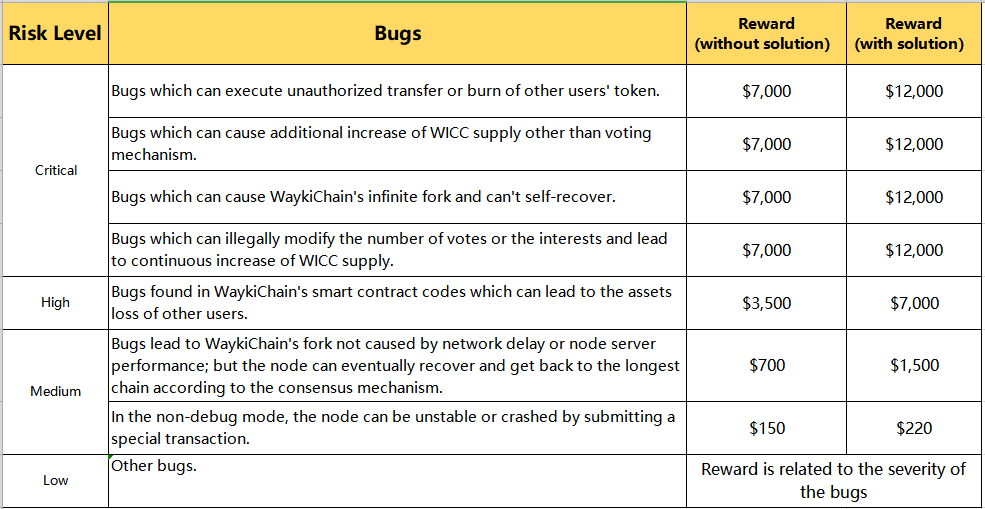 Risk Level
Bugs
Reward
(without solution)
Reward
(with solution)
Critical
Bugs which can execute unauthorized transfer or burn of other users' token.
$7,000
$12,000
Bugs which can cause additional increase of WICC supply other than voting
mechanism.
$7,000
$12,000
Bugs which can cause WaykiChain's infinite fork and can't self-recover.
$7,000
$12,000
Bugs which can illegally modify the number of votes or the interests and lead
to continuous increase of WICC supply.
$7,000
$12,000
High
Bugs found in WaykiChain's smart contract codes which can lead to the assets
loss of other users.
$3,500
$7,000
Medium
Bugs lead to WaykiChain's fork not caused by network delay or node server
performance; but the node can eventually recover and get back to the longest
chain according to the consensus mechanism.
$700
$1,500
In the non-debug mode, the node can be unstable or crashed by submitting a
special transaction.
$150
$220
Low
Other bugs.
Reward is related to the severity of
the bugs